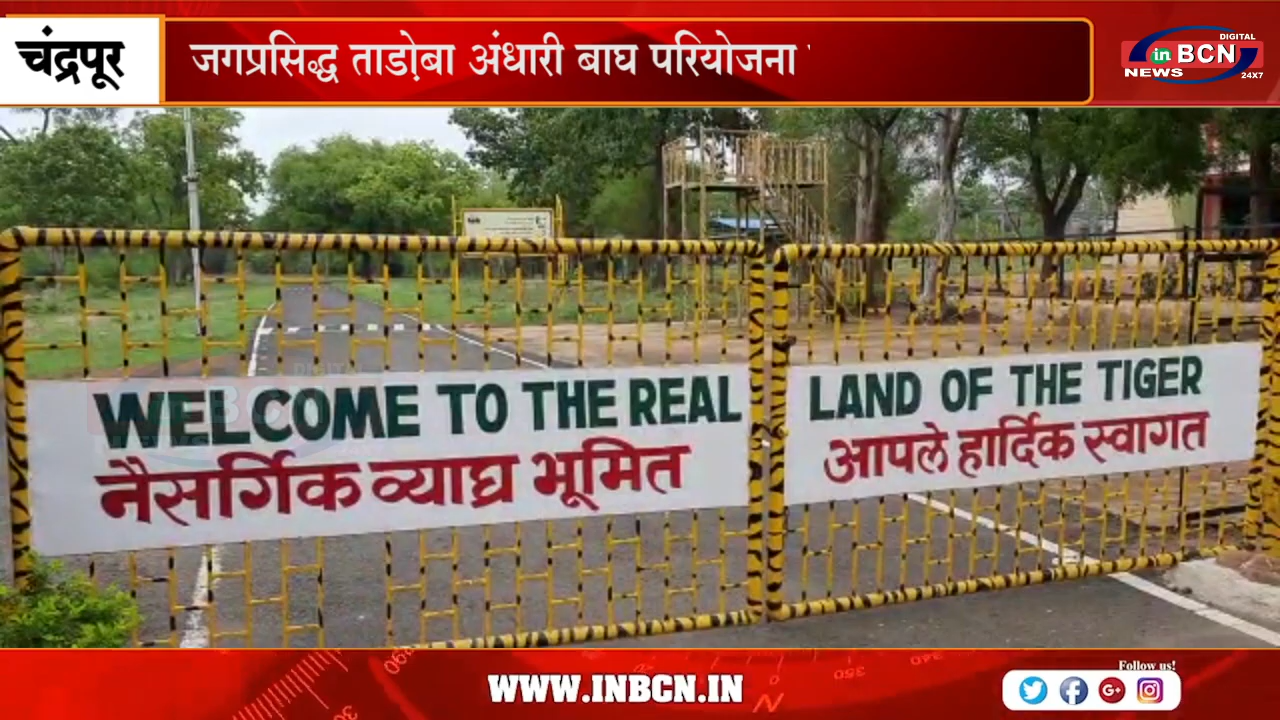 चंद्रपूर
जगप्रसिद्ध ताडोबा अंधारी बाघ परियोजना
DIGITAL
in BCN
NEWS 24X7
WELCOME TO THE REAL
नैसर्गिक व्याघ्र भूमित
LAND OF THE TIGER
आपले हार्दिक स्वागत
WWW.INBCN.IN
Follow us!